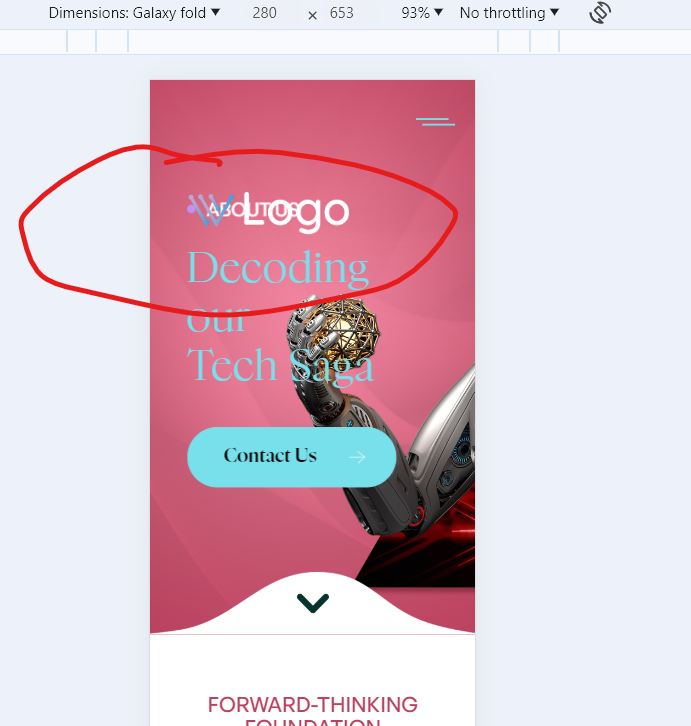 Dimensions: Galaxy fold 280 × 653 93% No throttling
Logo
ABOUT US
Decoding
our
Tech Saga
Contact Us
FORWARD-THINKING
FOUNDATION